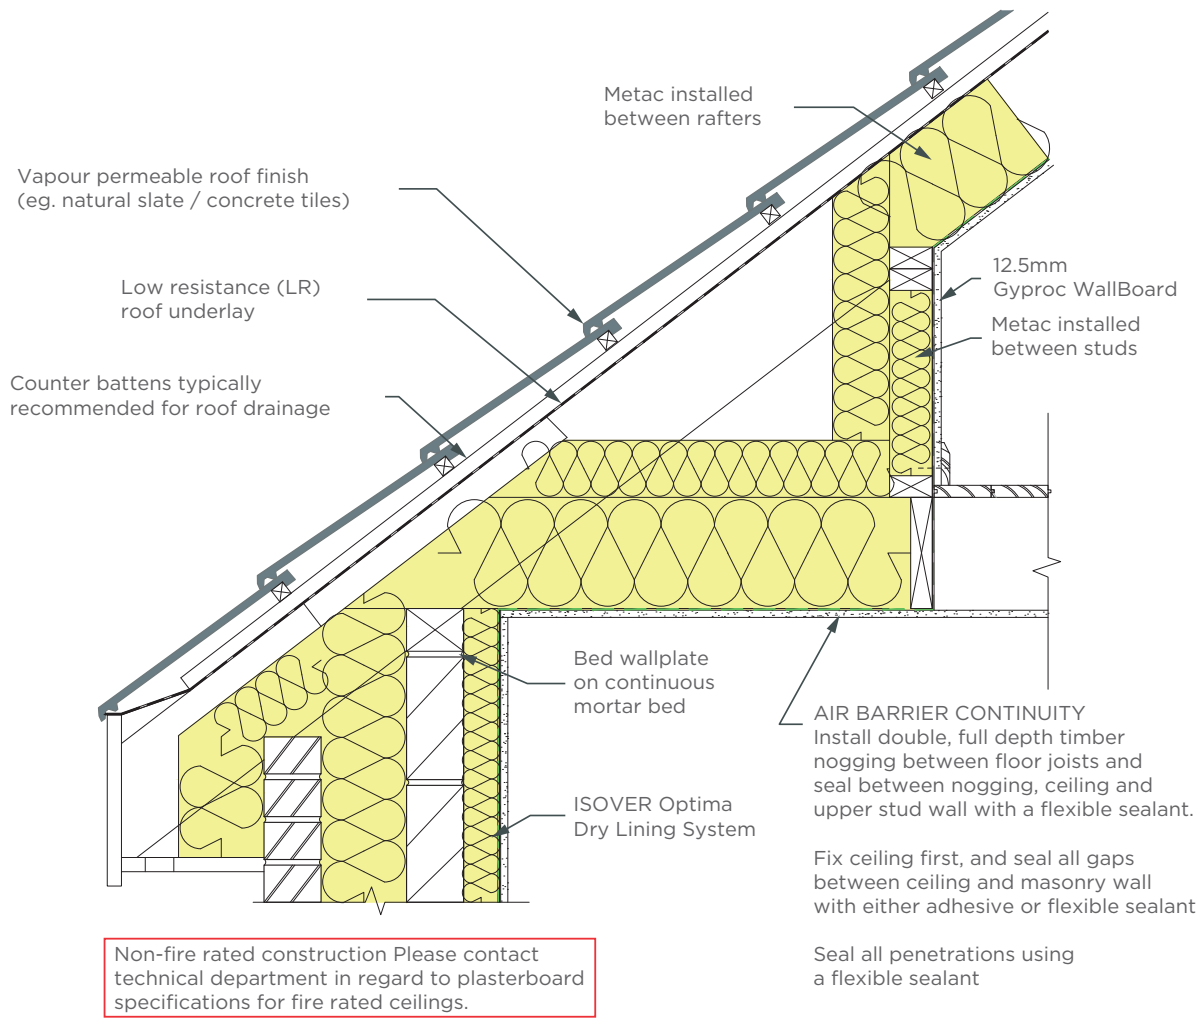 Metac installed
between rafters
Vapour permeable roof finish
(eg. natural slate / concrete tiles)
12.5mm
Gyproc WallBoard
Low resistance (LR)
roof underlay
Metac installed
between studs
Counter battens typically
recommended for roof drainage
Bed wallplate
on continuous
mortar bed
AIR BARRIER CONTINUITY
Install double, full depth timber
nogging between floor joists and
seal between nogging, ceiling and
upper stud wall with a flexible sealant.
ISOVER Optima
Dry Lining System
Fix ceiling first, and seal all gaps
between ceiling and masonry wall
with either adhesive or flexible sealant
Seal all penetrations using
a flexible sealant
Non-fire rated construction Please contact
technical department in regard to plasterboard
specifications for fire rated ceilings.